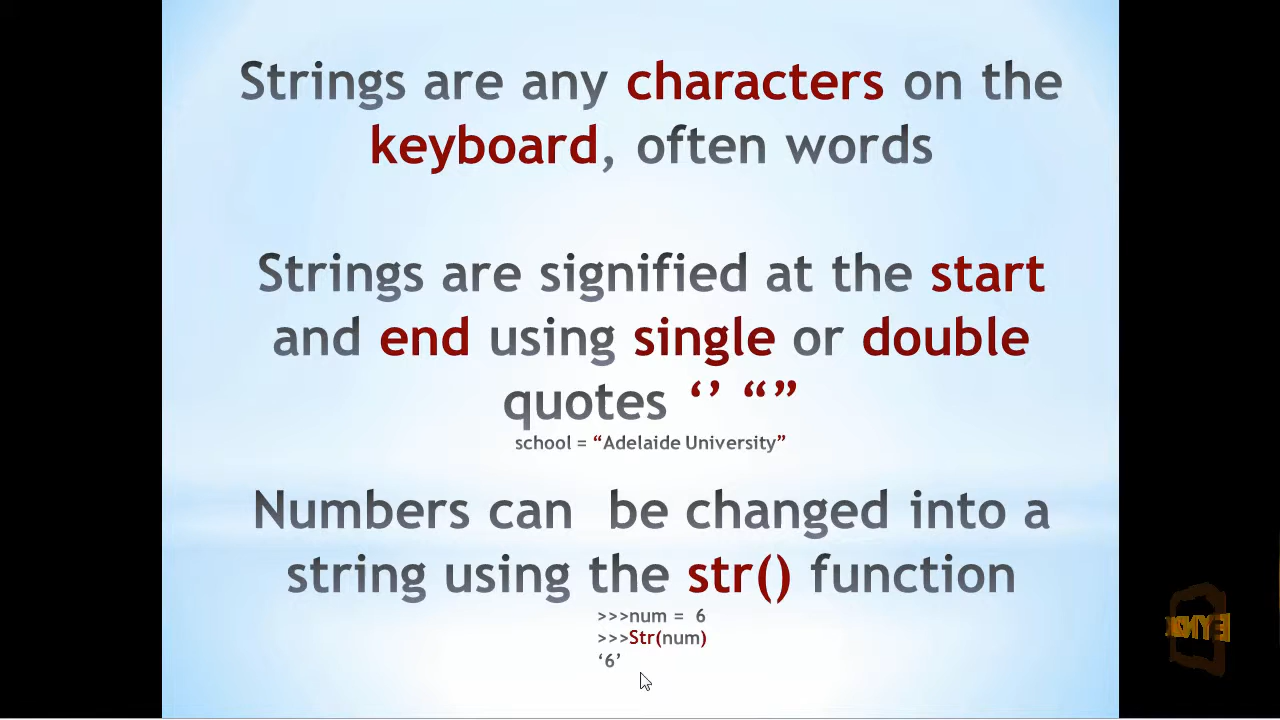 Strings are any characters on the
keyboard, often words
Strings are signified at the start
and end using single or double
quotes ‘’ “”
school = “Adelaide University”
Numbers can  be changed into a
string using the str() function
>>>num =  6
>>>Str(num)
‘6’